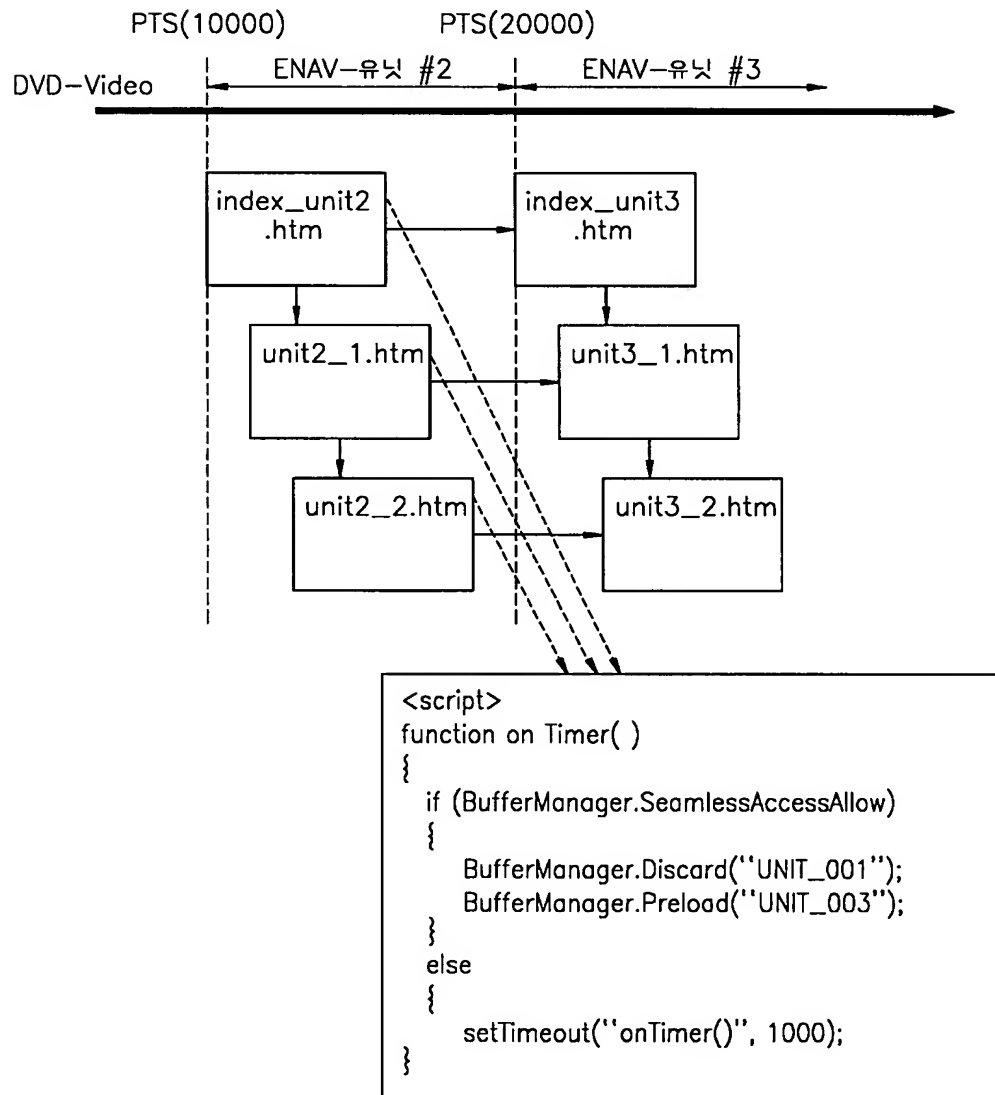 PTS(10000) PTS(20000)
ENAV-유닛 #2 ENAV-유닛 #3
DVD-Video
index_unit2
.htm
index_unit3
.htm
unit2_1.htm
unit3_1.htm
unit2_2.htm
unit3_2.htm
<script>
function on Timer( )
{
if (BufferManager.SeamlessAccessAllow)
{
BufferManager.Discard("UNIT_001");
BufferManager.Preload("UNIT_003");
}
else
{
setTimeout("onTimer()", 1000);
}